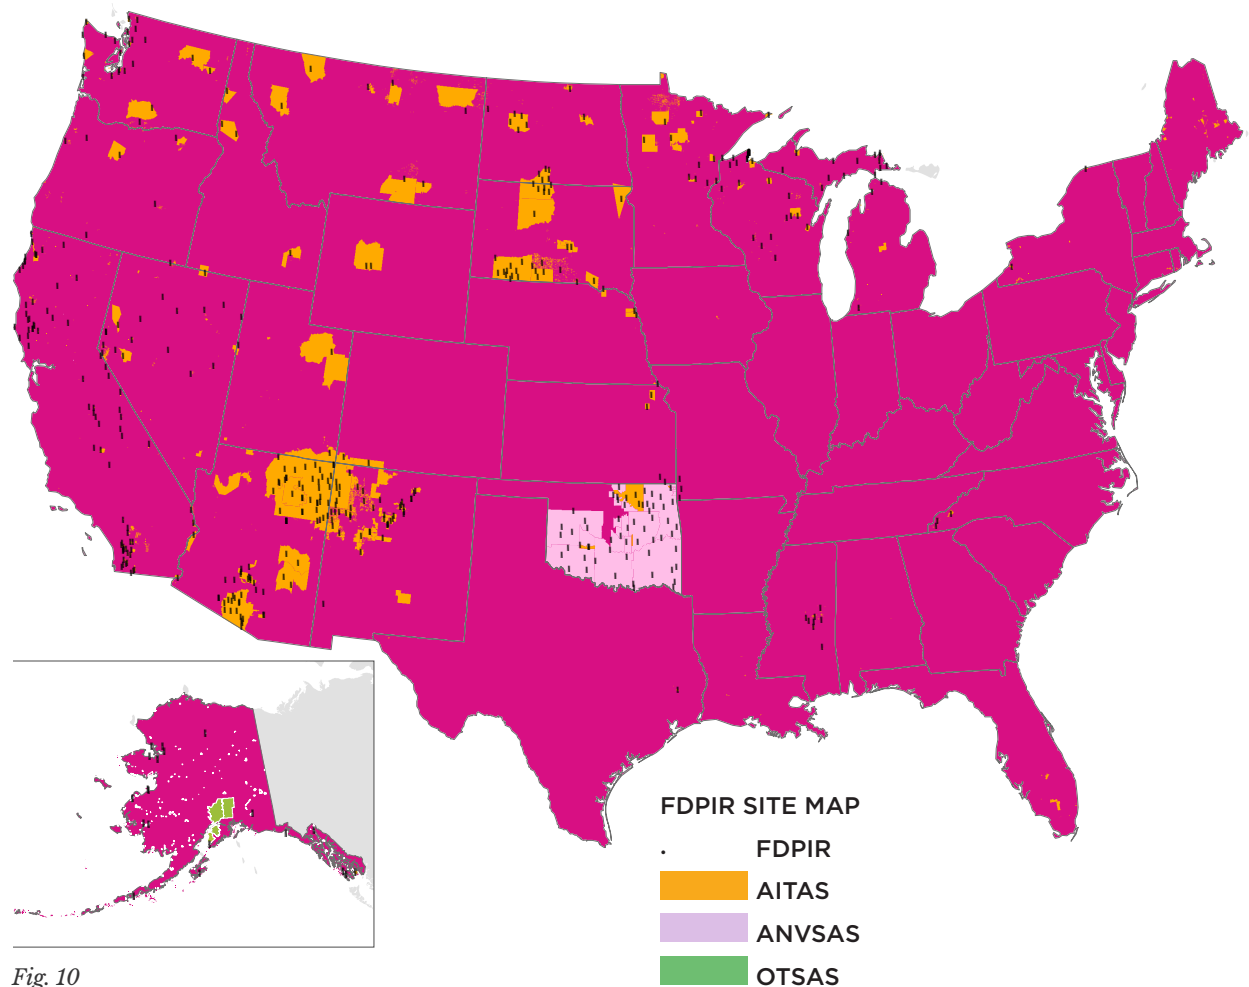 FDPIR SITE MAP
. FDPIR
AITAS
ANVSAS
OTSAS
Fig. 10